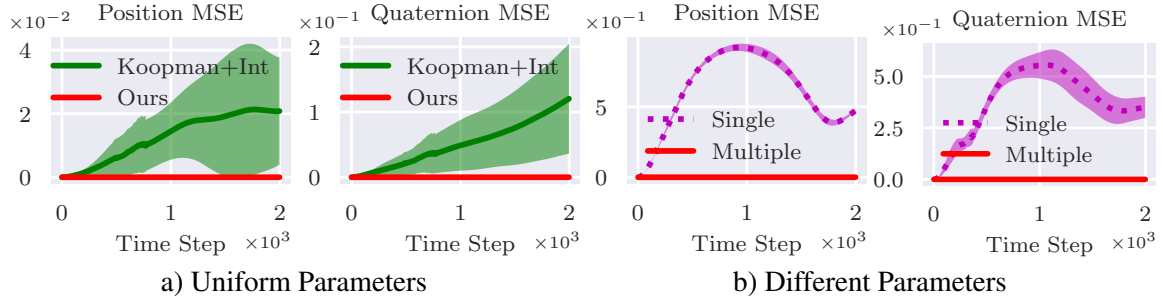 Position MSE
×10⁻²
4
2
0
Koopman+Int
Ours
0 1 2
Time Step ×10³
Quaternion MSE
×10⁻¹
2
1
0
Koopman+Int
Ours
0 1 2
Time Step ×10³
a) Uniform Parameters
Position MSE
×10⁻¹
5
0
Single
Multiple
0 1 2
Time Step ×10³
Quaternion MSE
×10⁻¹
5.0
2.5
0.0
Single
Multiple
0 1 2
Time Step ×10³
b) Different Parameters